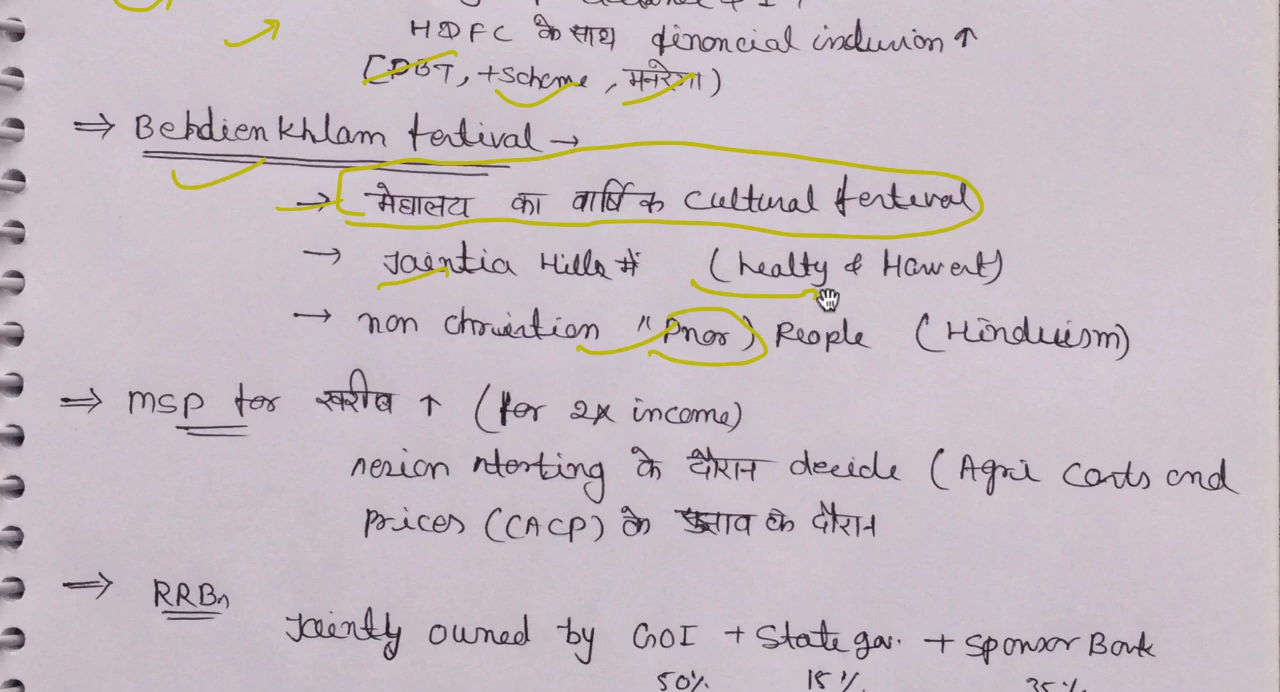 HDFC के साथ financial inclusion ↑
[DBT, +Scheme, मनरेगा)
⇒ Behdienkhlam festival →
→ मेघालय का वार्षिक Cultural festival
→ Jaintia Hills # (healty & Harvest)
→ non christian "Pnar) People (Hinduism)
⇒ MSP for खरीब ↑ (for 2x income)
के दौरान decide (Agri Costs and
Prices (CACP) के के दौरान
⇒ RRBs
Jointly owned by GOI + State gov. + Sponsor Bank
50% 15% 35%